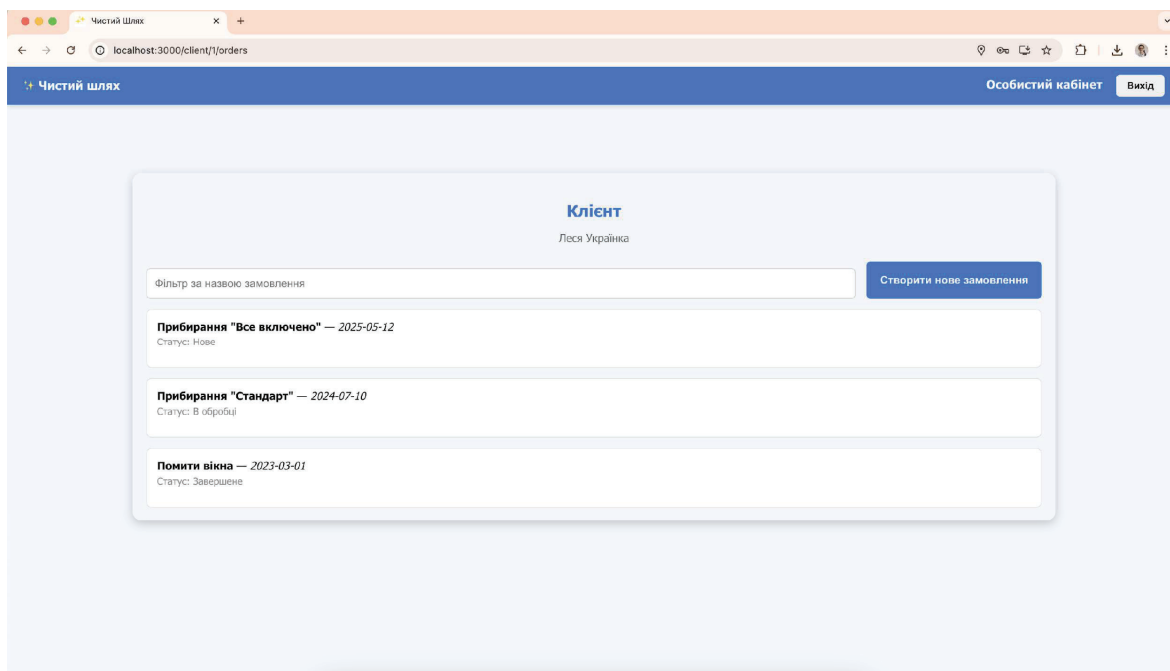 Чистий Шлях
localhost:3000/client/1/orders
Чистий шлях
Особистий кабінет
Вихід
Клієнт
Леся Українка
Фільтр за назвою замовлення
Створити нове замовлення
Прибирання "Все включено" — 2025-05-12
Статус: Нове
Прибирання "Стандарт" — 2024-07-10
Статус: В обробці
Помити вікна — 2023-03-01
Статус: Завершене